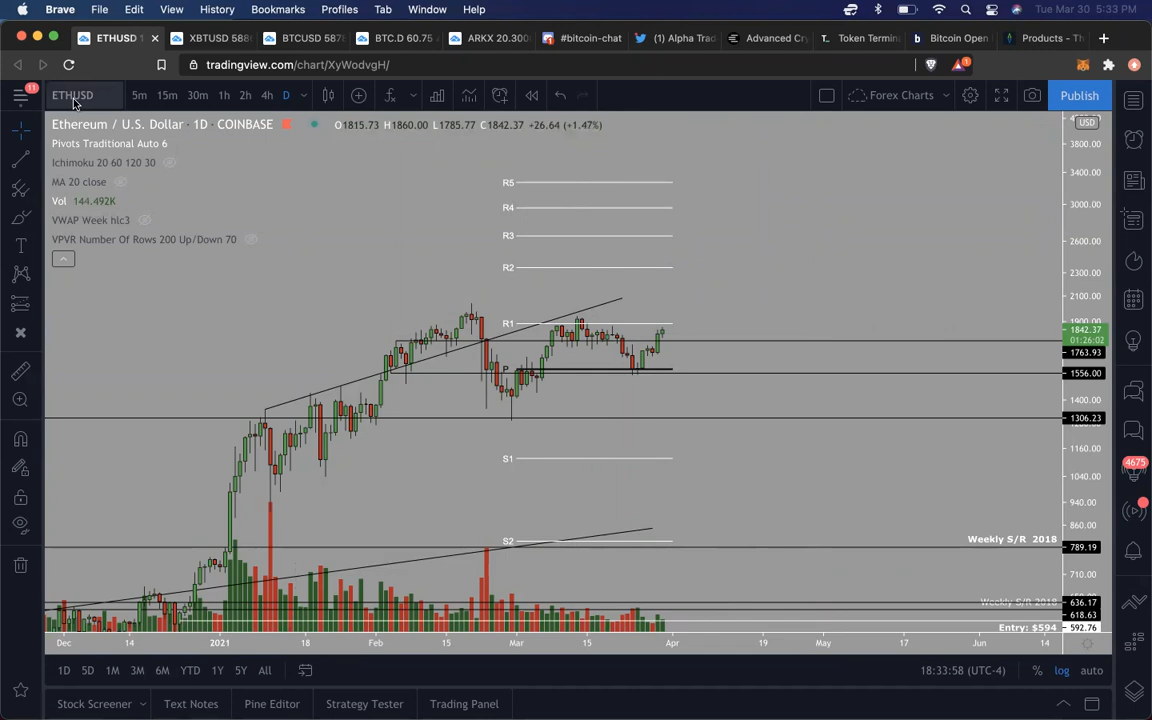 Brave File Edit View History Bookmarks Profiles Tab Window Help Tue Mar 30 5:33 PM
ETHUSD 1 XBTUSD 588 BTCUSD 587 BTC.D 60.75 ARKX 20.300 #bitcoin-chat (1) Alpha Trad Advanced Cry Token Termin Bitcoin Open Products - Th
tradingview.com/chart/XyWodvgH/ 1
11 ETHUSD 5m 15m 30m 1h 2h 4h D Forex Charts Publish
Ethereum / U.S. Dollar · 1D · COINBASE O1815.73 H1860.00 L1785.77 C1842.37 +26.64 (+1.47%) USD
Pivots Traditional Auto 6 3800.00
Ichimoku 20 60 120 30
3400.00
MA 20 close
R5
Vol 144.492K
3000.00
R4
VWAP Week hlc3
R3
VPVR Number Of Rows 200 Up/Down 70
2600.00
R2
2300.00
2100.00
R1
1900.00
1842.37
01:26:02
1763.93
P
1556.00
1400.00
1306.23
1160.00
S1
4675
1040.00
940.00
860.00
S2
Weekly S/R 2018
789.19
710.00
Weekly S/R 2018
636.17
618.63
Entry: $594
592.76
Dec 14 2021 18 Feb 15 Mar 15 Apr 19 May 17 Jun 14
1D 5D 1M 3M 6M YTD 1Y 5Y All 18:33:58 (UTC-4) % log auto
Stock Screener Text Notes Pine Editor Strategy Tester Trading Panel